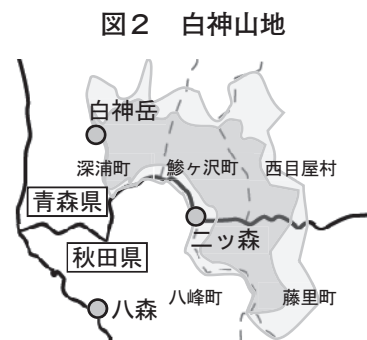 図2 白神山地
白神岳
深浦町
鰺ヶ沢町
西目屋村
青森県
二ッ森
秋田県
八峰町
藤里町
八森